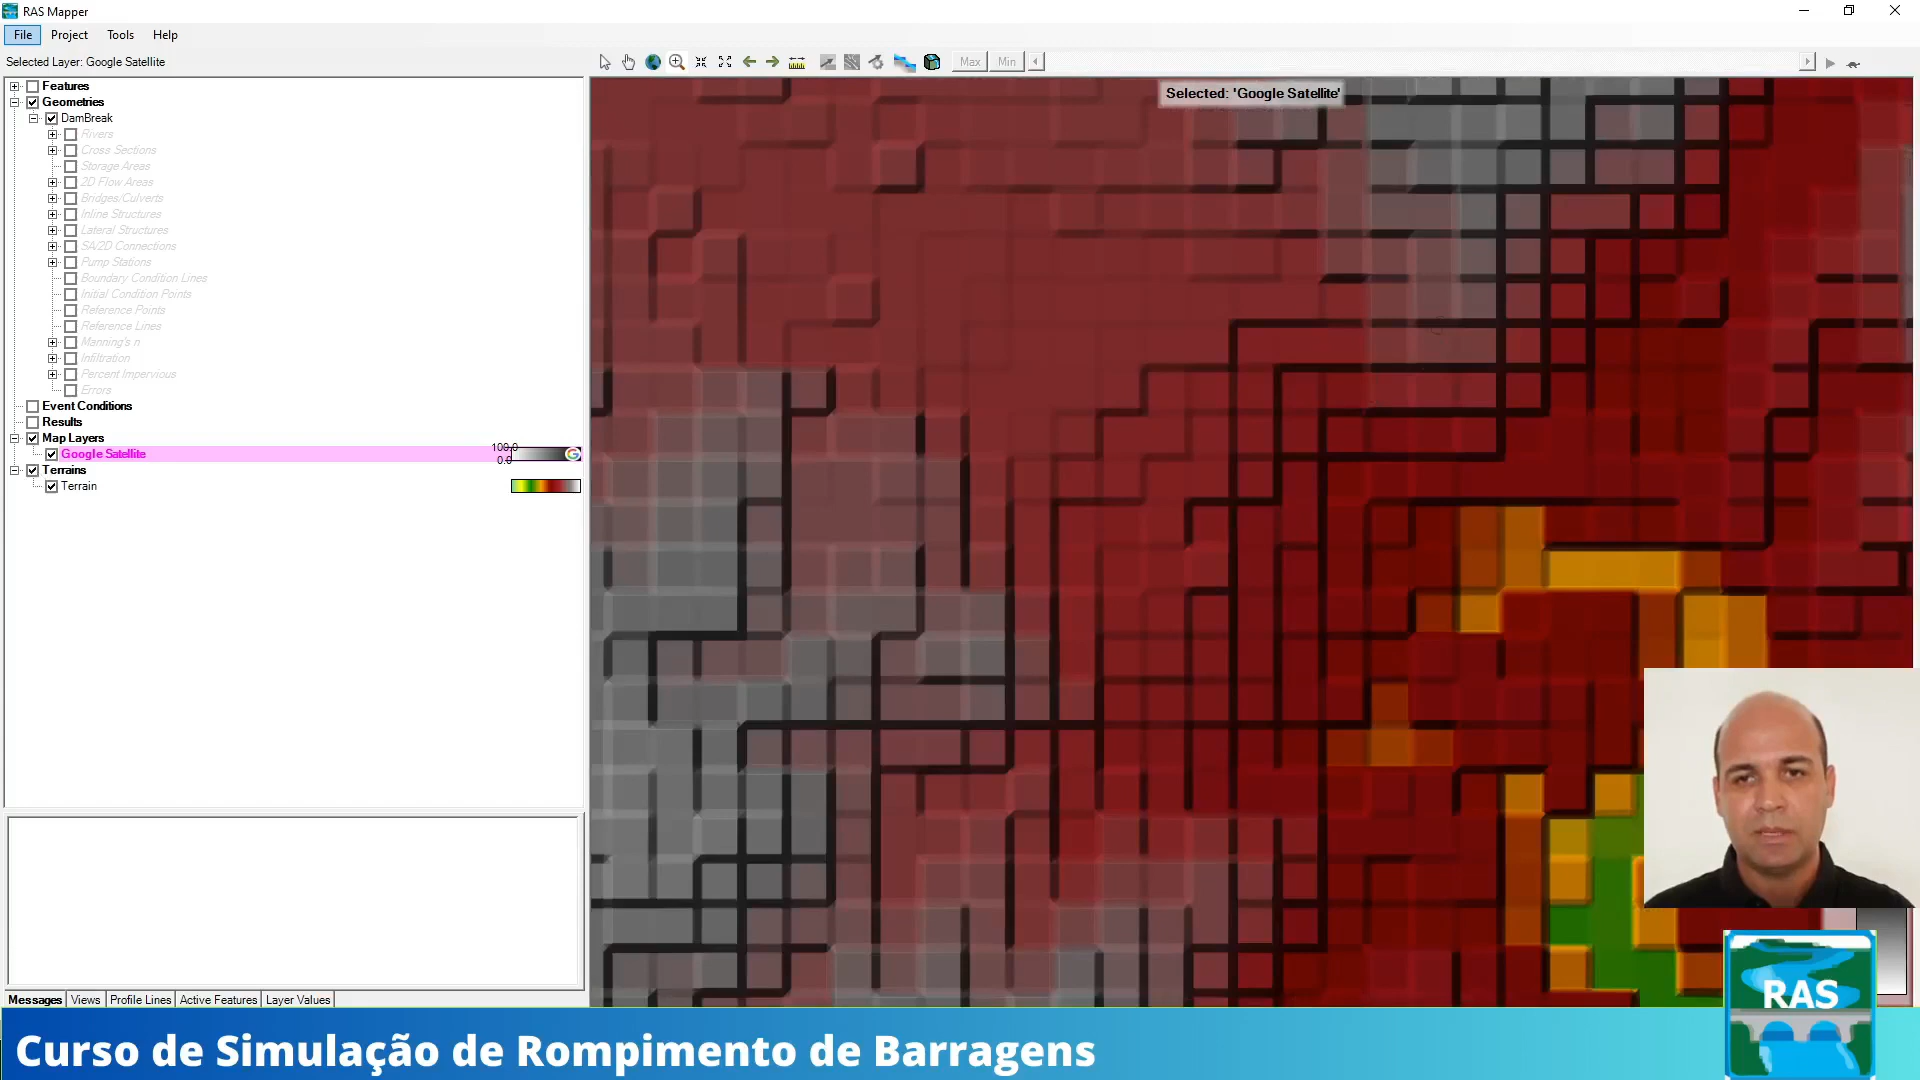 RAS Mapper
File Project Tools Help
Selected Layer: Google Satellite
Max Min
Selected: 'Google Satellite'
Features
Geometries
DamBreak
Rivers
Cross Sections
Storage Areas
2D Flow Areas
Bridges/Culverts
Inline Structures
Lateral Structures
SA/2D Connections
Pump Stations
Boundary Condition Lines
Initial Condition Points
Reference Points
Reference Lines
Manning's n
Infiltration
Percent Impervious
Errors
Event Conditions
Results
Map Layers
Google Satellite
100.0
0.0
Terrains
Terrain
Messages Views Profile Lines Active Features Layer Values
Curso de Simulação de Rompimento de Barragens
RAS